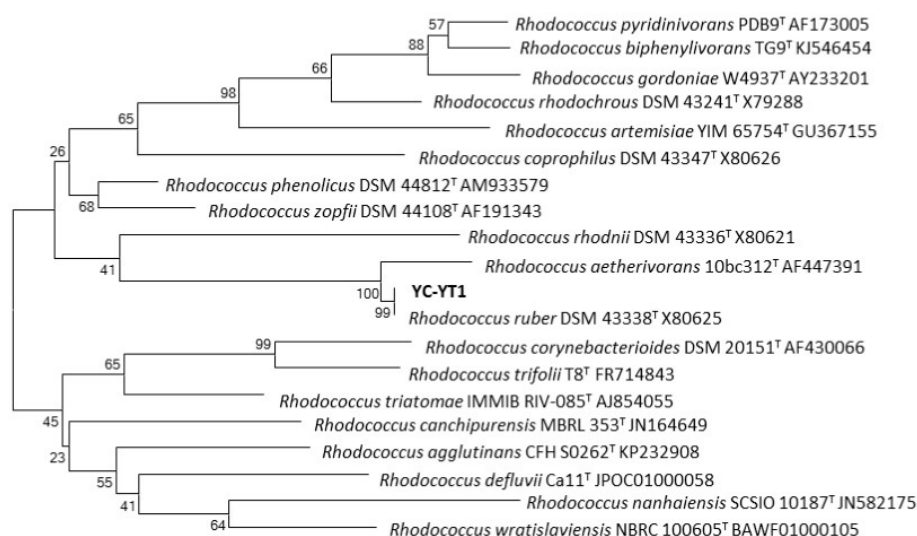 57
Rhodococcus pyridinivorans PDB9ᵀ AF173005
88
Rhodococcus biphenylivorans TG9ᵀ KJ546454
66
Rhodococcus gordoniae W4937ᵀ AY233201
98
Rhodococcus rhodochrous DSM 43241ᵀ X79288
65
Rhodococcus artemisiae YIM 65754ᵀ GU367155
26
Rhodococcus coprophilus DSM 43347ᵀ X80626
Rhodococcus phenolicus DSM 44812ᵀ AM933579
68
Rhodococcus zopfii DSM 44108ᵀ AF191343
Rhodococcus rhodnii DSM 43336ᵀ X80621
41
Rhodococcus aetherivorans 10bc312ᵀ AF447391
100
YC-YT1
99
Rhodococcus ruber DSM 43338ᵀ X80625
99
Rhodococcus corynebacterioides DSM 20151ᵀ AF430066
65
Rhodococcus trifolii T8ᵀ FR714843
Rhodococcus triatomae IMMIB RIV-085ᵀ AJ854055
45
Rhodococcus canchipurensis MBRL 353ᵀ JN164649
23
Rhodococcus agglutinans CFH S0262ᵀ KP232908
55
Rhodococcus defluvii Ca11ᵀ JPOC01000058
41
Rhodococcus nanhaiensis SCSIO 10187ᵀ JN582175
64
Rhodococcus wratislaviensis NBRC 100605ᵀ BAWF01000105